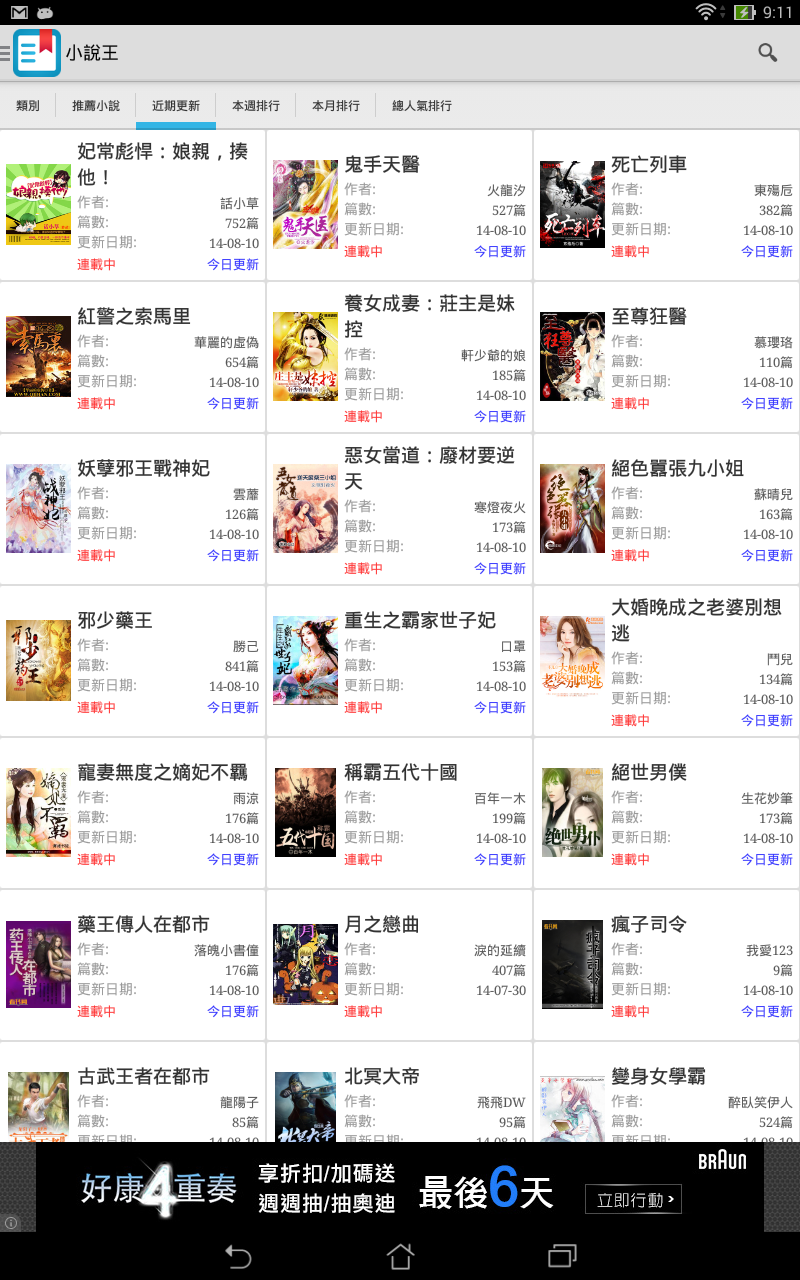 9:11
小說王
類別
推薦小說
近期更新
本週排行
本月排行
總人氣排行
妃常彪悍：娘親，揍
他！
作者: 話小草
篇數: 752篇
更新日期: 14-08-10
連載中 今日更新
鬼手天醫
作者: 火龍汐
篇數: 527篇
更新日期: 14-08-10
連載中 今日更新
死亡列車
作者: 東殤卮
篇數: 382篇
更新日期: 14-08-10
連載中 今日更新
紅警之索馬里
作者: 華麗的虛偽
篇數: 654篇
更新日期: 14-08-10
連載中 今日更新
養女成妻：莊主是妹
控
作者: 軒少爺的娘
篇數: 185篇
更新日期: 14-08-10
連載中 今日更新
至尊狂醫
作者: 慕瓔珞
篇數: 110篇
更新日期: 14-08-10
連載中 今日更新
妖孽邪王戰神妃
作者: 雲蘼
篇數: 126篇
更新日期: 14-08-10
連載中 今日更新
惡女當道：廢材要逆
天
作者: 寒燈夜火
篇數: 173篇
更新日期: 14-08-10
連載中 今日更新
絕色囂張九小姐
作者: 蘇晴兒
篇數: 163篇
更新日期: 14-08-10
連載中 今日更新
邪少藥王
作者: 勝己
篇數: 841篇
更新日期: 14-08-10
連載中 今日更新
重生之霸家世子妃
作者: 口罩
篇數: 153篇
更新日期: 14-08-10
連載中 今日更新
大婚晚成之老婆別想
逃
作者: 鬥兒
篇數: 134篇
更新日期: 14-08-10
連載中 今日更新
寵妻無度之嫡妃不羈
作者: 雨涼
篇數: 176篇
更新日期: 14-08-10
連載中 今日更新
稱霸五代十國
作者: 百年一木
篇數: 199篇
更新日期: 14-08-10
連載中 今日更新
絕世男僕
作者: 生花妙筆
篇數: 173篇
更新日期: 14-08-10
連載中 今日更新
藥王傳人在都市
作者: 落魄小書僮
篇數: 176篇
更新日期: 14-08-10
連載中 今日更新
月之戀曲
作者: 淚的延續
篇數: 407篇
更新日期: 14-07-30
連載中
瘋子司令
作者: 我愛123
篇數: 9篇
更新日期: 14-08-10
連載中 今日更新
古武王者在都市
作者: 龍陽子
篇數: 85篇
更新日期: 14-08-10
北冥大帝
作者: 飛飛DW
篇數: 95篇
更新日期: 14-08-10
變身女學霸
作者: 醉臥笑伊人
篇數: 524篇
更新日期: 14-08-10
好康4重奏
享折扣/加碼送
週週抽/抽奧迪
最後6天
立即行動
BRAUN